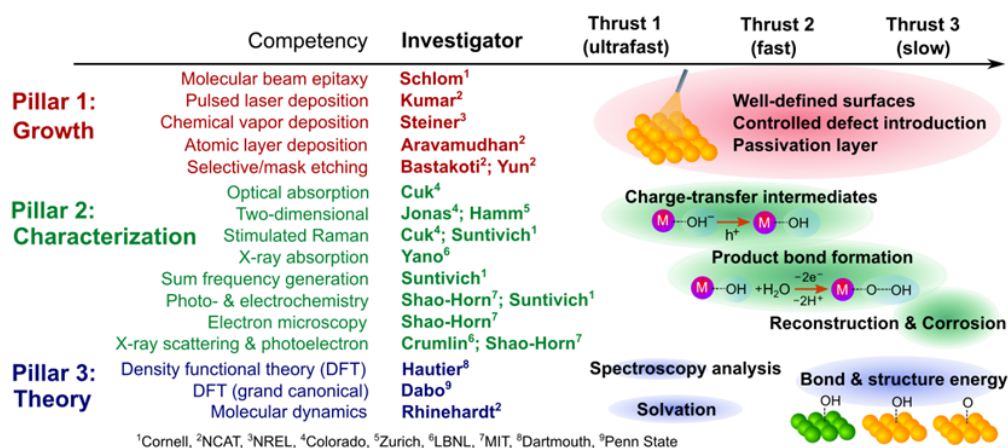 Competency Investigator Thrust 1 (ultrafast) Thrust 2 (fast) Thrust 3 (slow)
Pillar 1: Growth
Molecular beam epitaxy Schlom¹
Pulsed laser deposition Kumar²
Chemical vapor deposition Steiner³
Atomic layer deposition Aravamudhan²
Selective/mask etching Bastakoti²; Yun²
Well-defined surfaces
Controlled defect introduction
Passivation layer
Pillar 2: Characterization
Optical absorption Cuk⁴
Two-dimensional Jonas⁴; Hamm⁵
Stimulated Raman Cuk⁴; Suntivich¹
X-ray absorption Yano⁶
Sum frequency generation Suntivich¹
Photo- & electrochemistry Shao-Horn⁷; Suntivich¹
Electron microscopy Shao-Horn⁷
X-ray scattering & photoelectron Crumlin⁶; Shao-Horn⁷
Charge-transfer intermediates
M OH⁻ h⁺ M OH
Product bond formation
M OH +H₂O −2e⁻ −2H⁺ M O OH
Reconstruction & Corrosion
Pillar 3: Theory
Density functional theory (DFT) Hautier⁸
DFT (grand canonical) Dabo⁹
Molecular dynamics Rhinehardt²
Spectroscopy analysis
Solvation
Bond & structure energy
OH OH O
¹Cornell, ²NCAT, ³NREL, ⁴Colorado, ⁵Zurich, ⁶LBNL, ⁷MIT, ⁸Dartmouth, ⁹Penn State